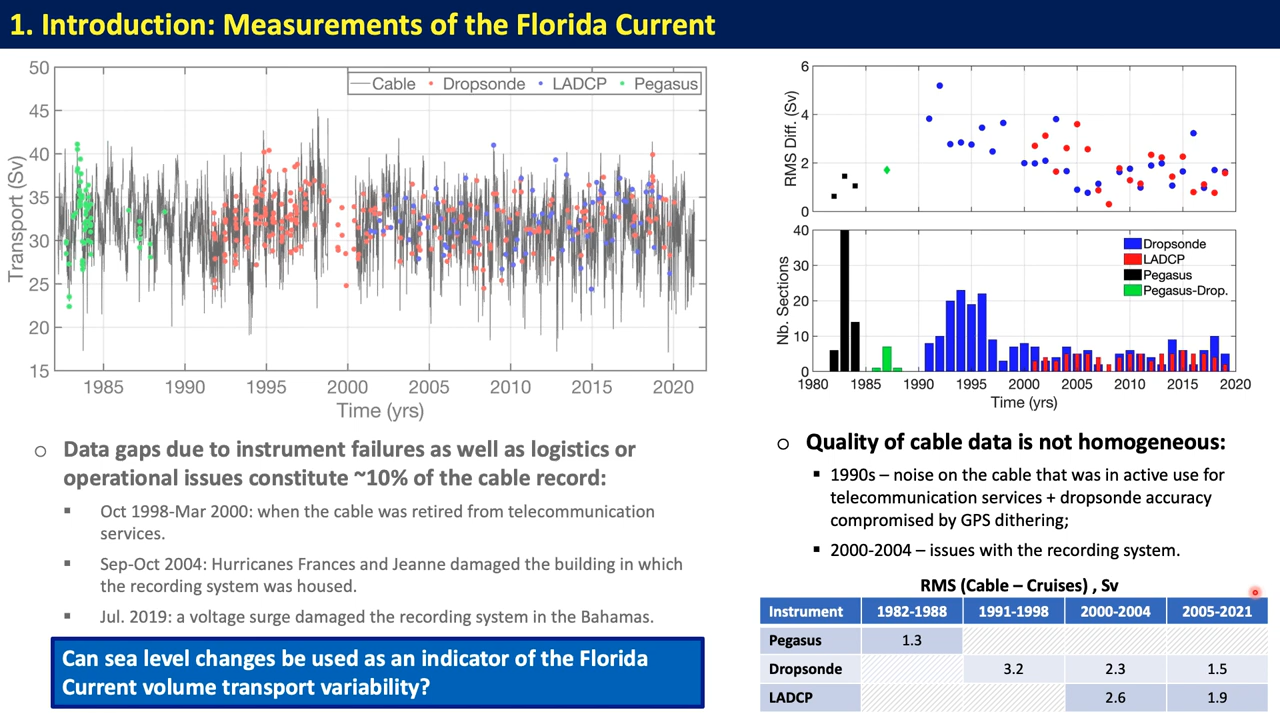 1. Introduction: Measurements of the Florida Current
50
45
40
35
30
25
20
15
Transport (Sv)
Cable Dropsonde LADCP Pegasus
1985 1990 1995 2000 2005 2010 2015 2020
Time (yrs)
6
4
2
0
RMS Diff. (Sv)
40
30
20
10
0
Nb. Sections
Dropsonde
LADCP
Pegasus
Pegasus-Drop.
1980 1985 1990 1995 2000 2005 2010 2015 2020
Time (yrs)
o Data gaps due to instrument failures as well as logistics or
operational issues constitute ~10% of the cable record:
▪ Oct 1998-Mar 2000: when the cable was retired from telecommunication
services.
▪ Sep-Oct 2004: Hurricanes Frances and Jeanne damaged the building in which
the recording system was housed.
▪ Jul. 2019: a voltage surge damaged the recording system in the Bahamas.
Can sea level changes be used as an indicator of the Florida
Current volume transport variability?
o Quality of cable data is not homogeneous:
▪ 1990s – noise on the cable that was in active use for
telecommunication services + dropsonde accuracy
compromised by GPS dithering;
▪ 2000-2004 – issues with the recording system.
RMS (Cable – Cruises) , Sv
Instrument 1982-1988 1991-1998 2000-2004 2005-2021
Pegasus 1.3
Dropsonde 3.2 2.3 1.5
LADCP 2.6 1.9